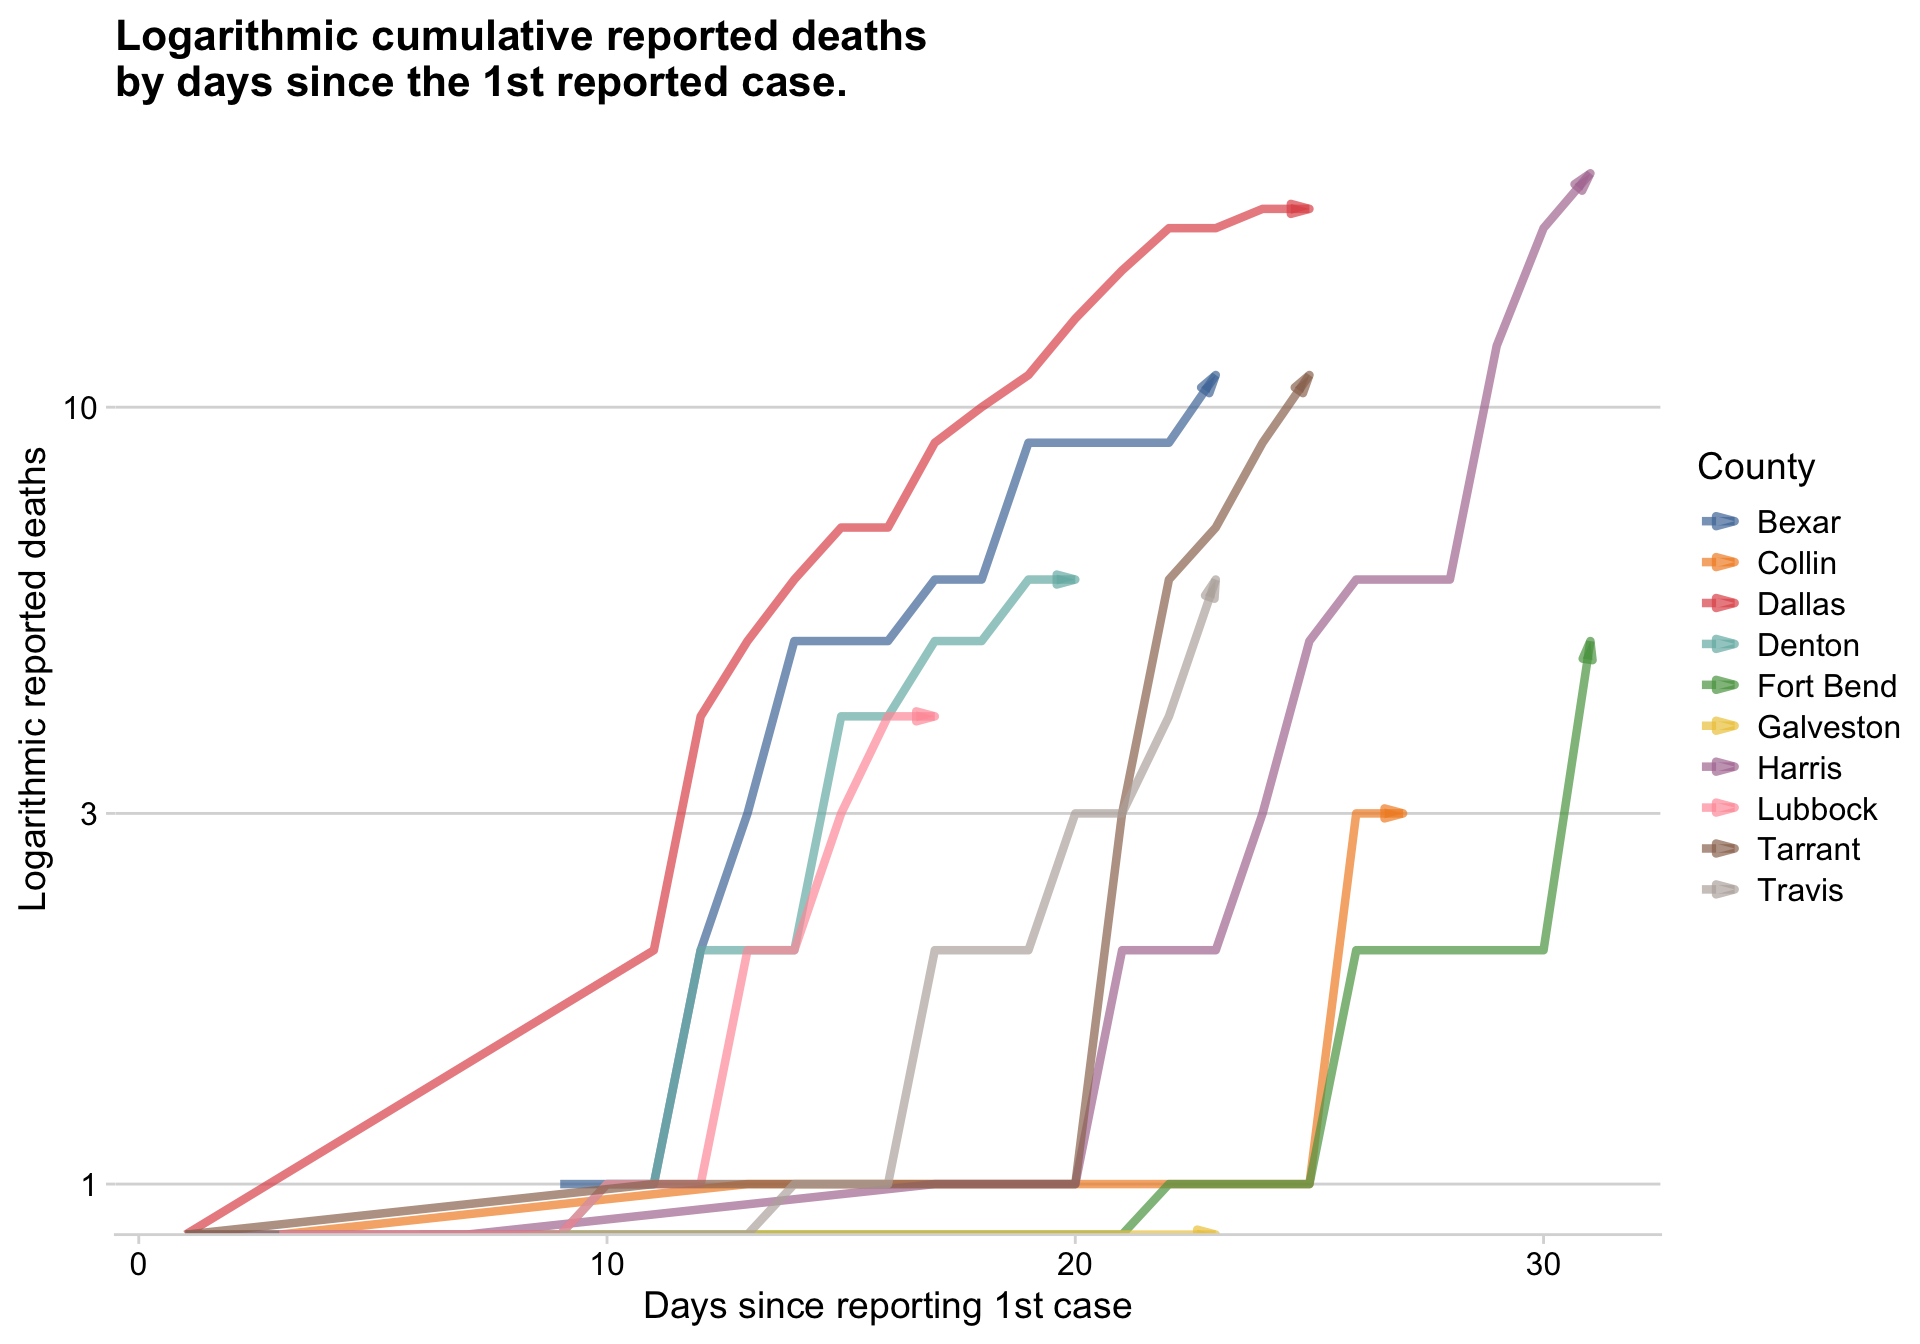 Logarithmic cumulative reported deaths
by days since the 1st reported case.
Logarithmic reported deaths
10
3
1
0
10
20
30
Days since reporting 1st case
County
Bexar
Collin
Dallas
Denton
Fort Bend
Galveston
Harris
Lubbock
Tarrant
Travis